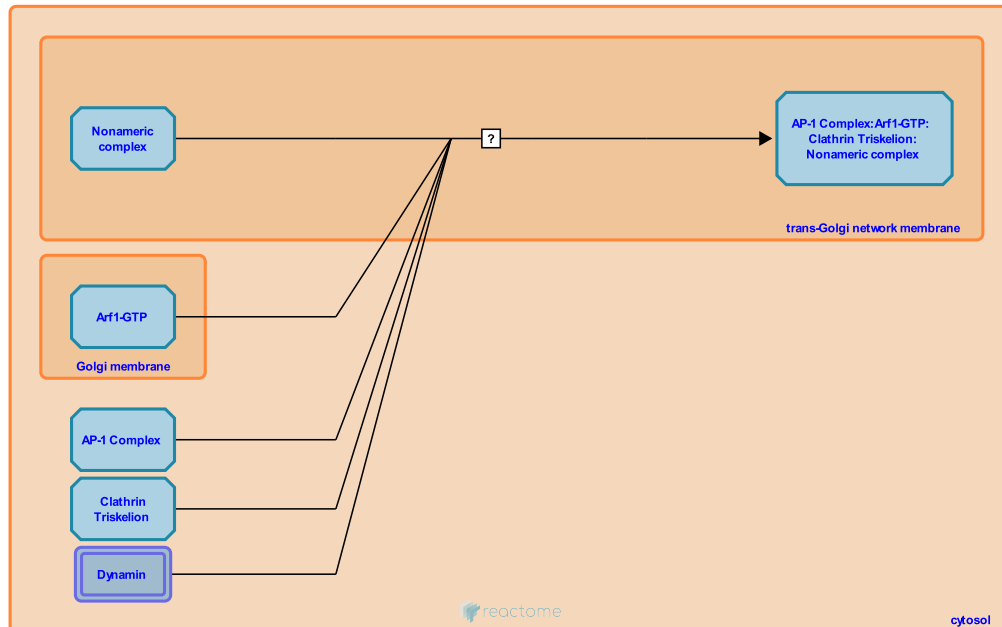 Nonameric
complex
?
AP-1 Complex:Arf1-GTP:
Clathrin Triskelion:
Nonameric complex
trans-Golgi network membrane
Arf1-GTP
Golgi membrane
AP-1 Complex
Clathrin
Triskelion
Dynamin
reactome
cytosol